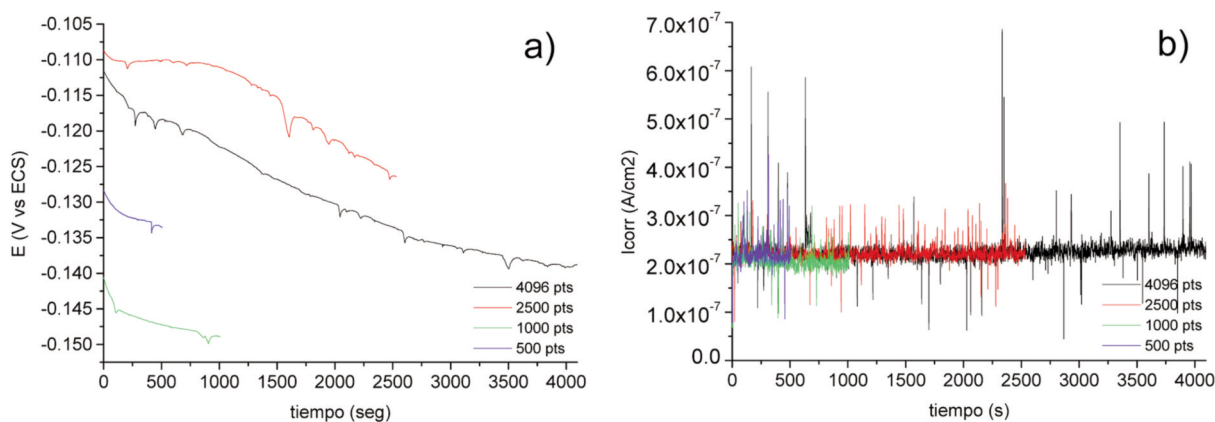 a)
E (V vs ECS)
-0.105
-0.110
-0.115
-0.120
-0.125
-0.130
-0.135
-0.140
-0.145
-0.150
0 500 1000 1500 2000 2500 3000 3500 4000
tiempo (seg)
4096 pts
2500 pts
1000 pts
500 pts
b)
Icorr (A/cm2)
7.0x10-7
6.0x10-7
5.0x10-7
4.0x10-7
3.0x10-7
2.0x10-7
1.0x10-7
0.0
0 500 1000 1500 2000 2500 3000 3500 4000
tiempo (s)
4096 pts
2500 pts
1000 pts
500 pts